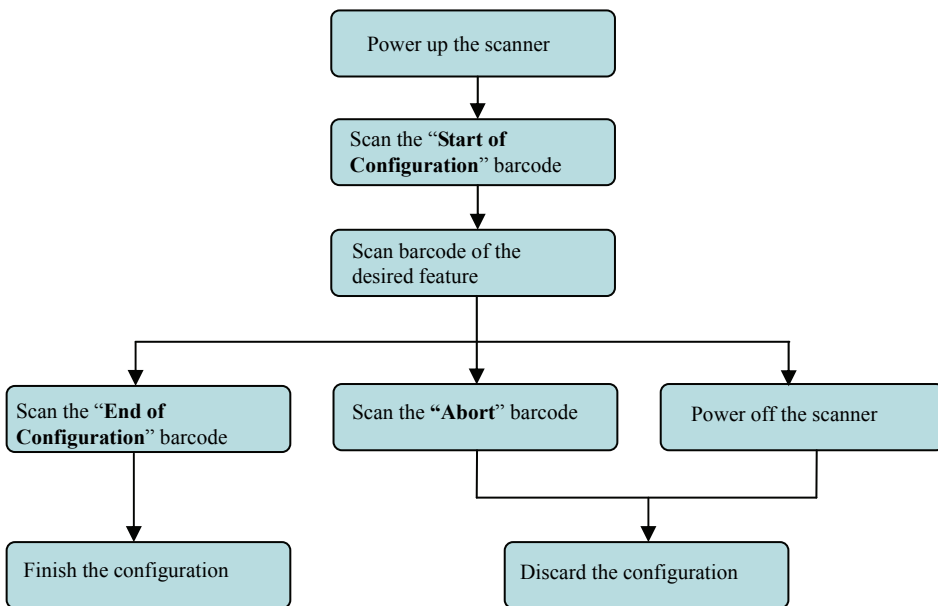 Power up the scanner
Scan the “Start of
Configuration” barcode
Scan barcode of the
desired feature
Scan the “End of
Configuration” barcode
Scan the “Abort” barcode
Power off the scanner
Finish the configuration
Discard the configuration